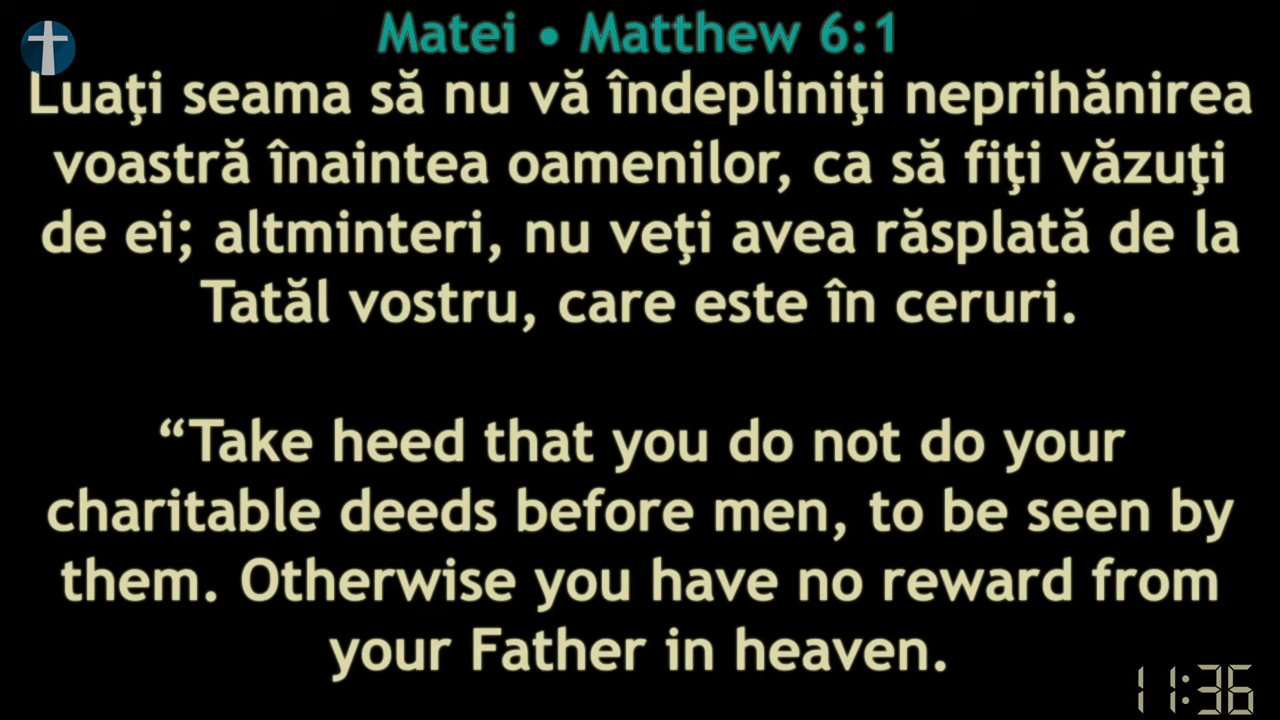 Matei • Matthew 6:1
Luaţi seama să nu vă îndepliniţi neprihănirea
voastră înaintea oamenilor, ca să fiţi văzuţi
de ei; altminteri, nu veţi avea răsplată de la
Tatăl vostru, care este în ceruri.
“Take heed that you do not do your
charitable deeds before men, to be seen by
them. Otherwise you have no reward from
your Father in heaven.
11:36